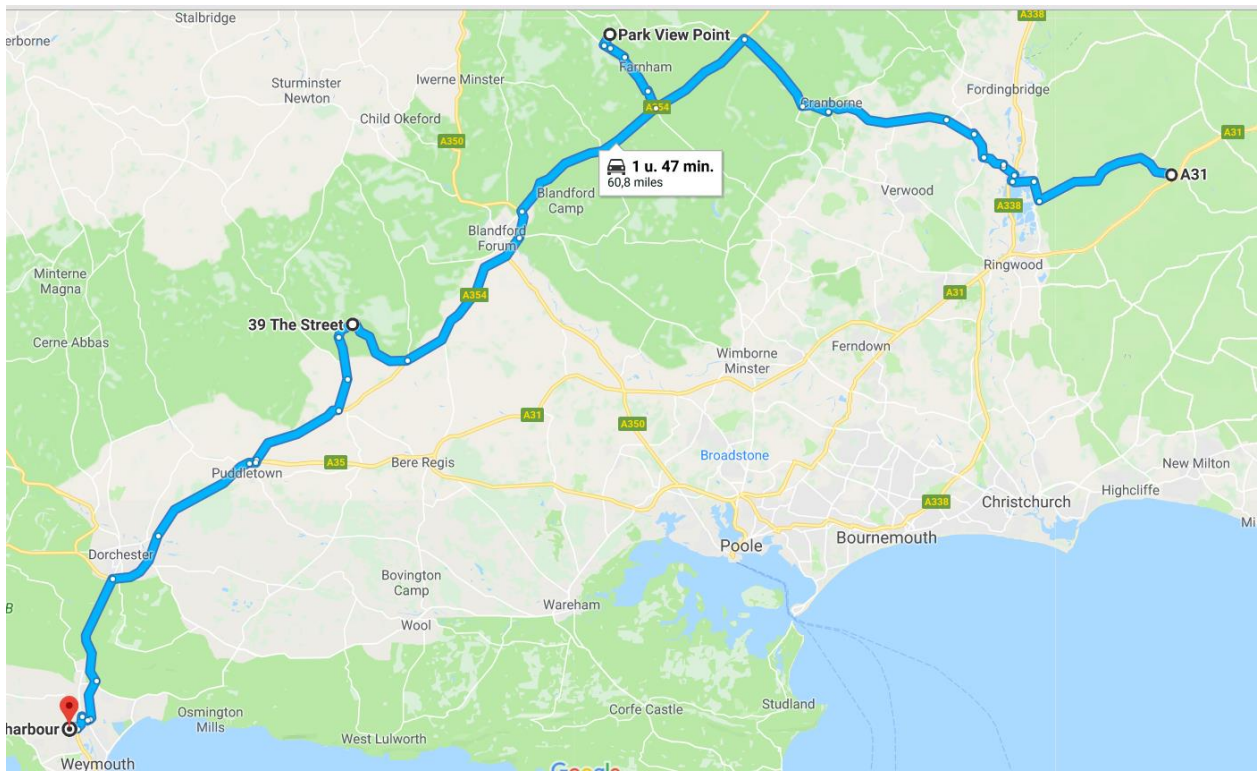 Stalbridge
A338
erborne
Park View Point
Sturminster
Newton
Iwerne Minster
Farnham
Fordingbridge
Child Okeford
A354
Cranborne
A350
A31
1 u. 47 min.
60,8 miles
A31
Blandford
Camp
Verwood
A338
Blandford
Forum
Minterne
Magna
Ringwood
A354
A31
39 The Street
Cerne Abbas
Ferndown
Wimborne
Minster
A31
A350
Broadstone
Puddletown
A35
Bere Regis
New Milton
Highcliffe
Christchurch
A338
Mi
Bournemouth
Poole
Dorchester
Bovington
Camp
Wareham
B
Wool
Studland
Osmington
Mills
Corfe Castle
harbour
West Lulworth
Weymouth
Google